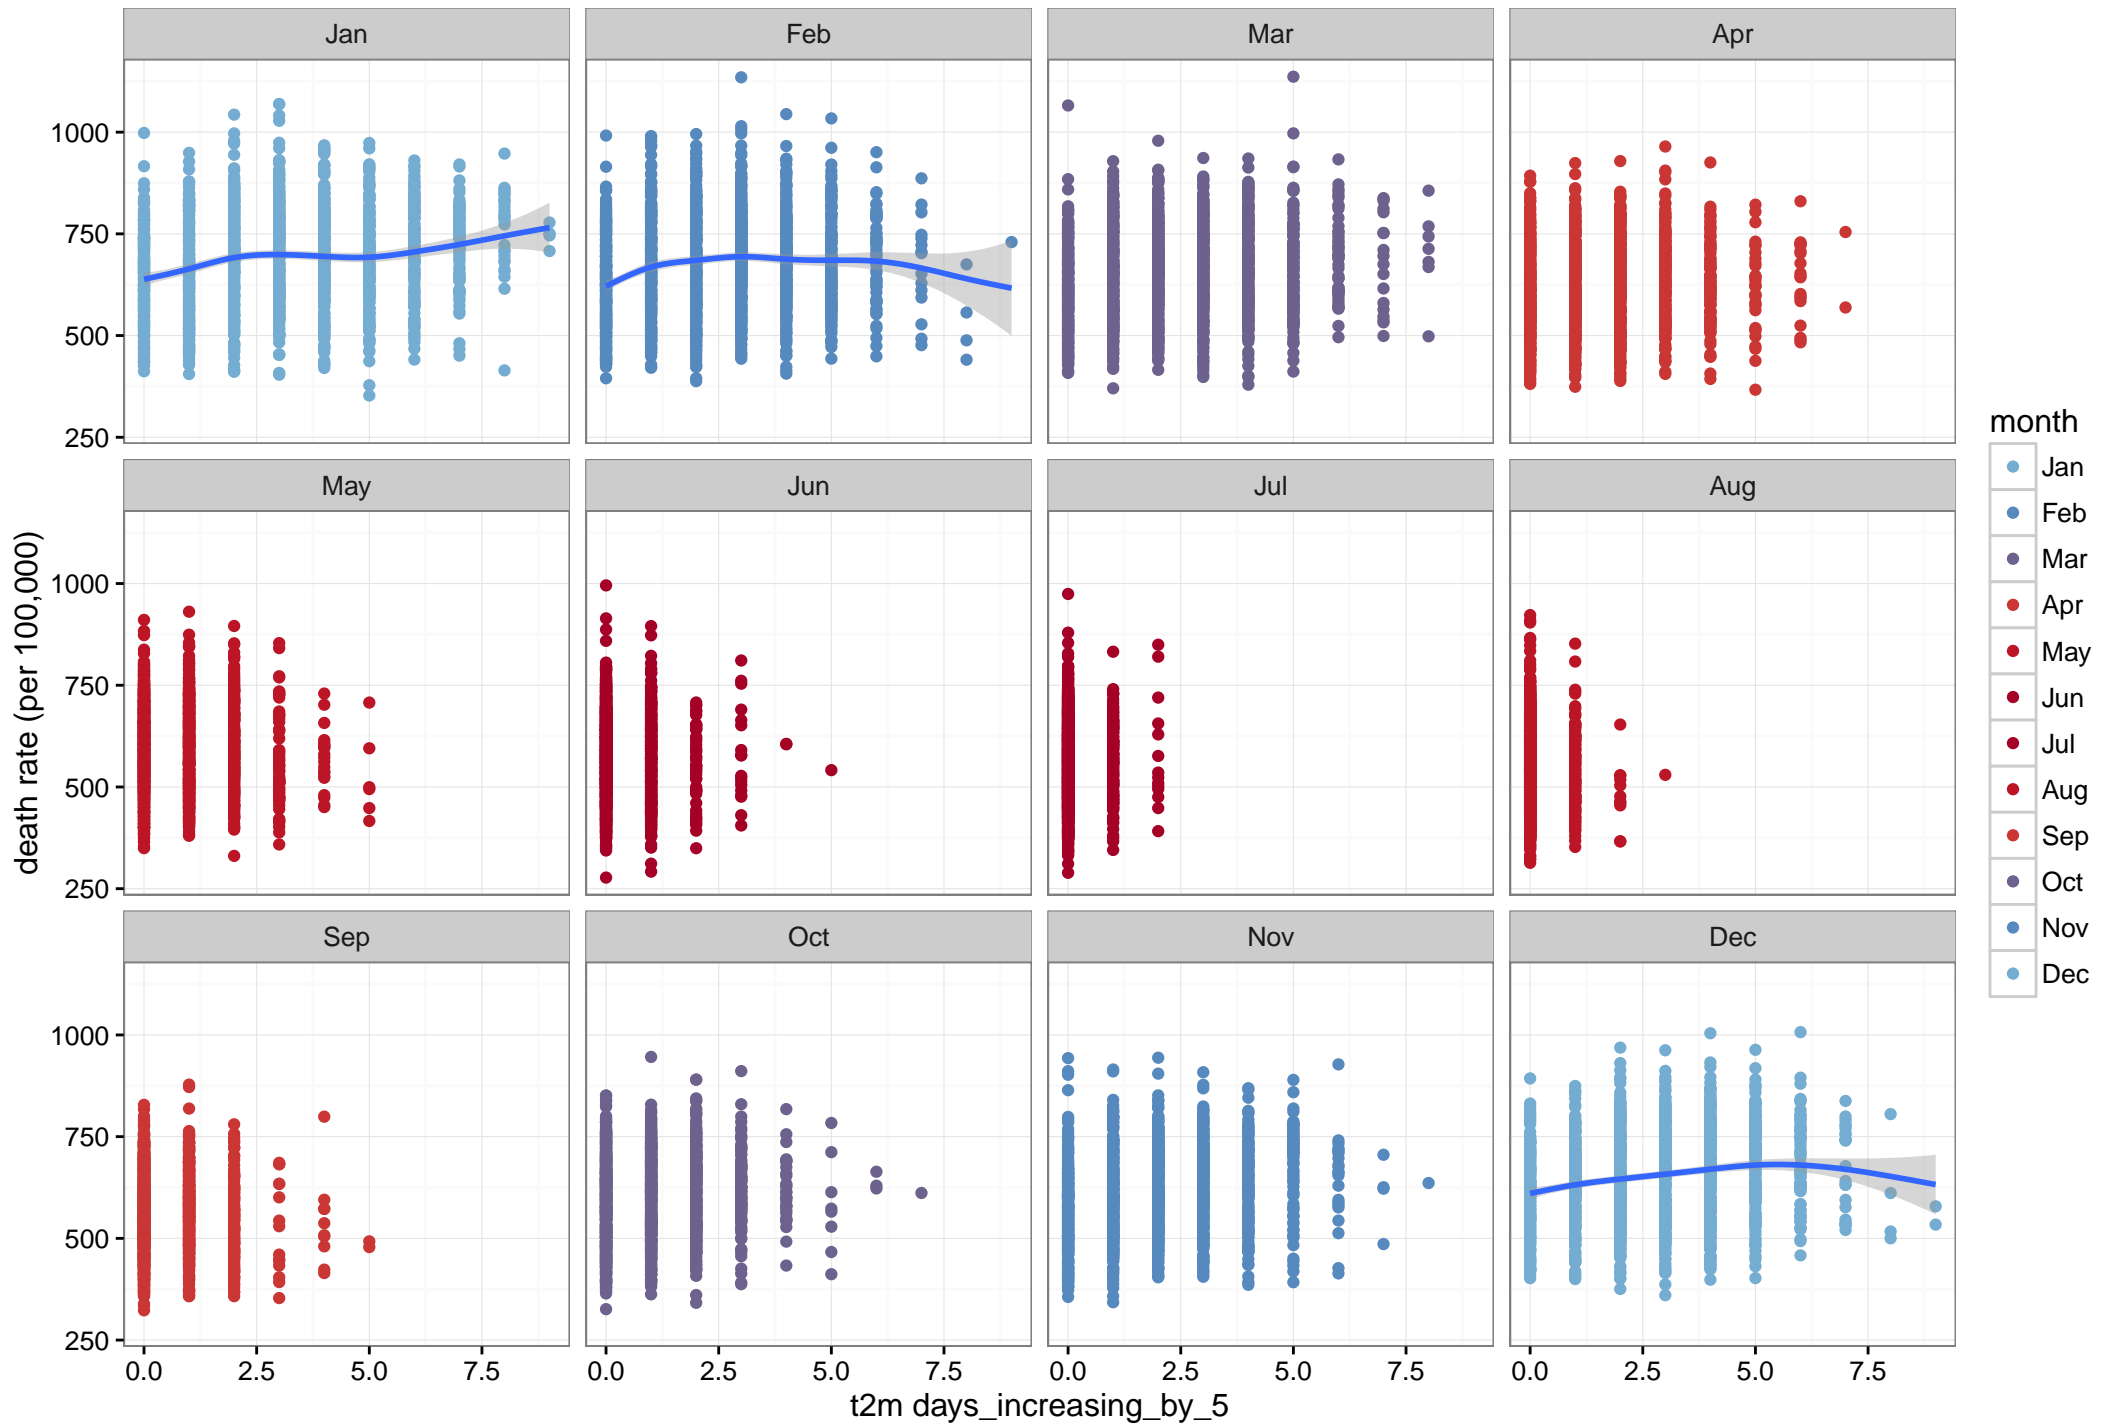 Jan Feb Mar Apr
1000
750
500
250
May Jun Jul Aug
1000
750
500
250
Sep Oct Nov Dec
1000
750
500
250
0.0 2.5 5.0 7.5 0.0 2.5 5.0 7.5 0.0 2.5 5.0 7.5 0.0 2.5 5.0 7.5
t2m days_increasing_by_5
death rate (per 100,000)
month
Jan
Feb
Mar
Apr
May
Jun
Jul
Aug
Sep
Oct
Nov
Dec